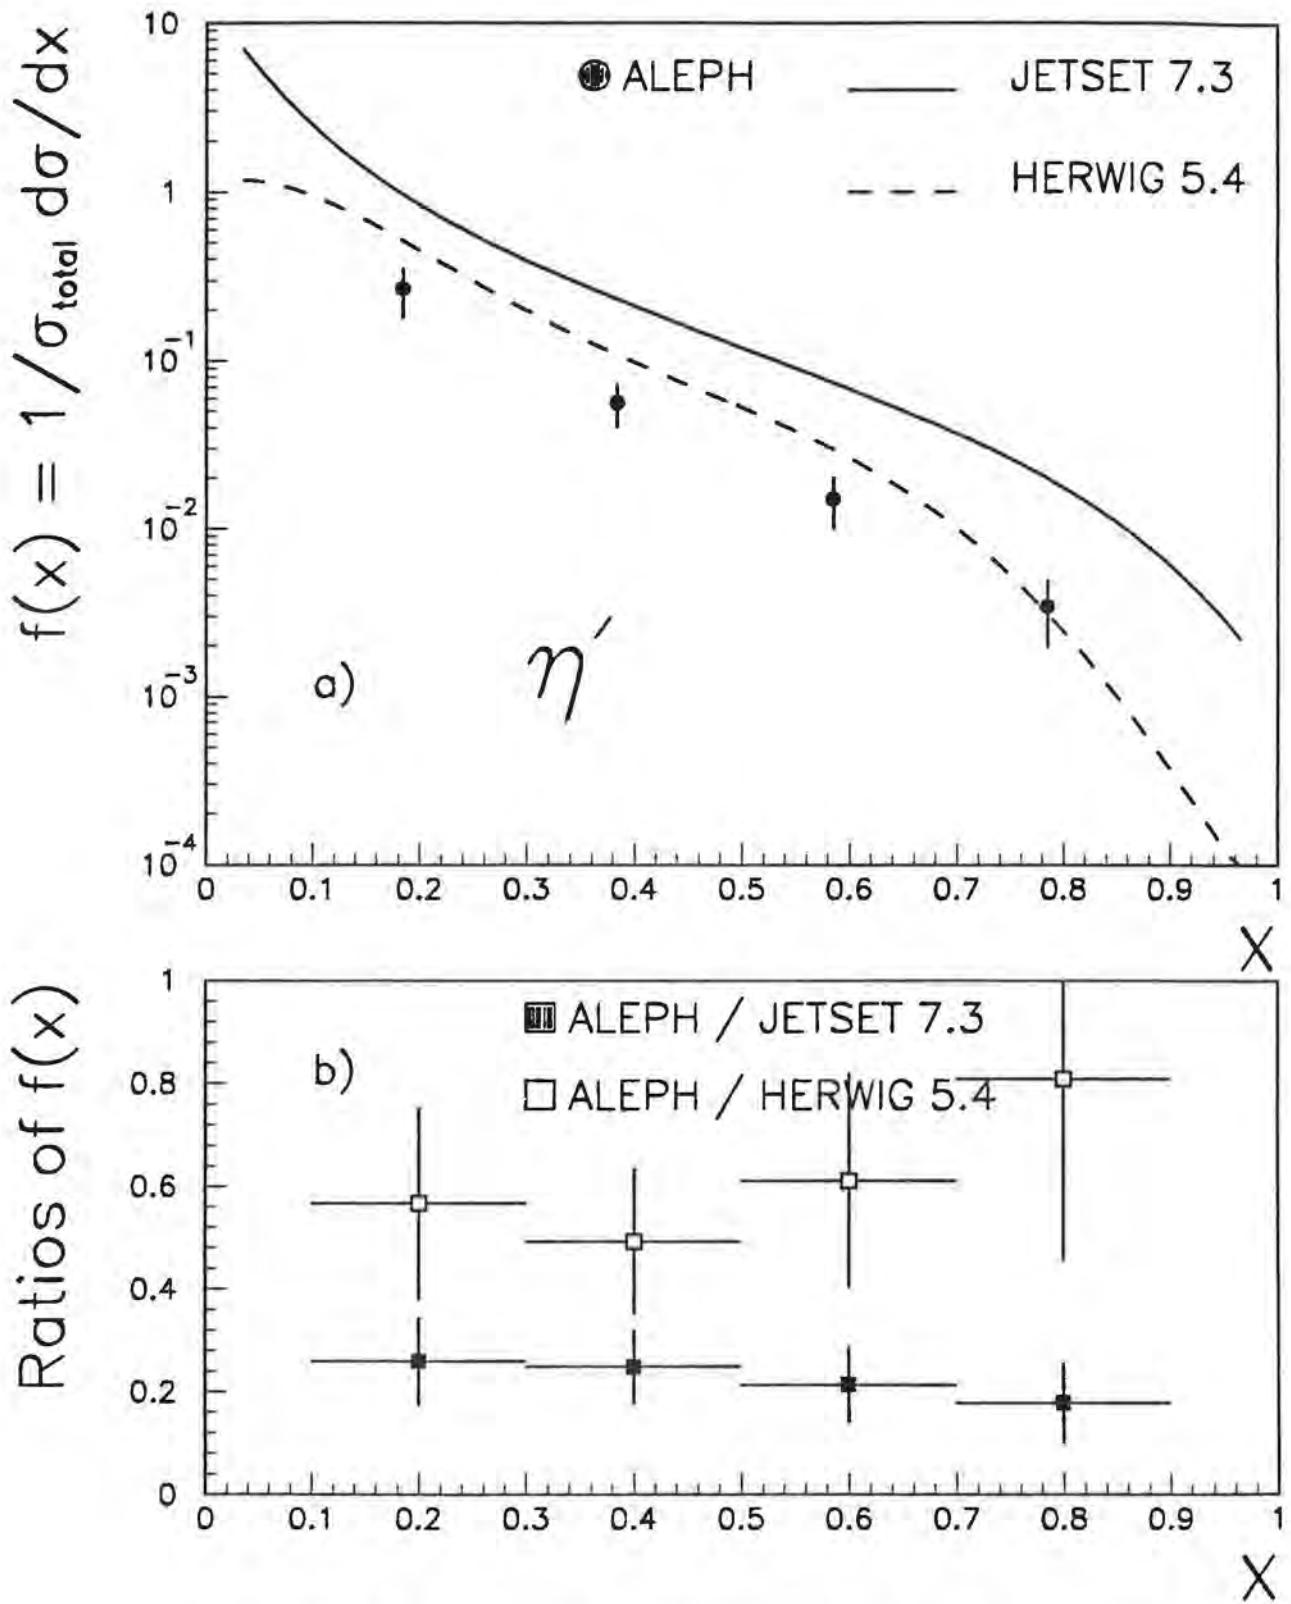 f(x) = 1/σtotal dσ/dx
10
1
10⁻¹
10⁻²
10⁻³
10⁻⁴
ALEPH
JETSET 7.3
HERWIG 5.4
a)
η′
0 0.1 0.2 0.3 0.4 0.5 0.6 0.7 0.8 0.9 1
X
Ratios of f(x)
1
0.8
0.6
0.4
0.2
0
b)
ALEPH / JETSET 7.3
ALEPH / HERWIG 5.4
0 0.1 0.2 0.3 0.4 0.5 0.6 0.7 0.8 0.9 1
X